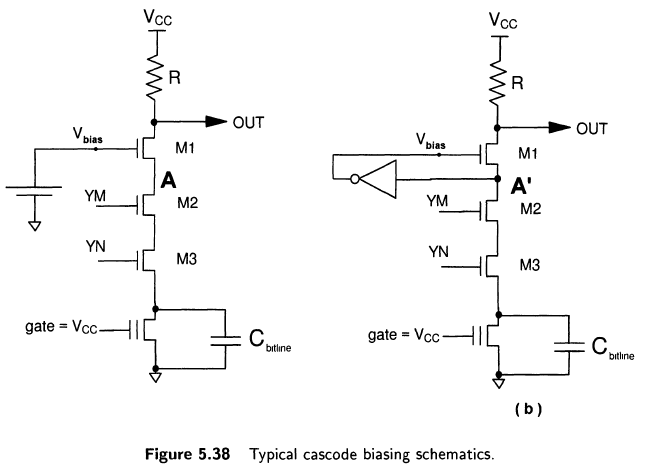 V_CC
R
OUT
V_bias
M1
A
YM
M2
YN
M3
gate = V_CC
C_bitline
V_CC
R
OUT
V_bias
M1
A'
YM
M2
YN
M3
gate = V_CC
C_bitline
(b)
Figure 5.38 Typical cascode biasing schematics.